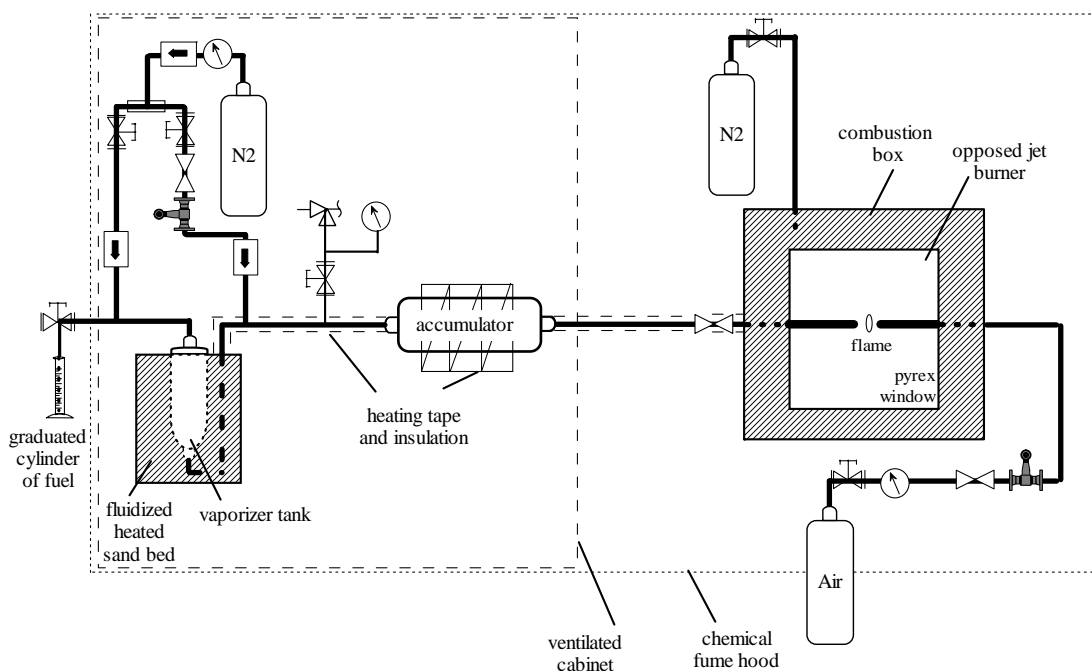 N2
N2
combustion
box
opposed jet
burner
accumulator
flame
pyrex
window
heating tape
and insulation
graduated
cylinder
of fuel
fluidized
heated
sand bed
vaporizer tank
Air
ventilated
cabinet
chemical
fume hood